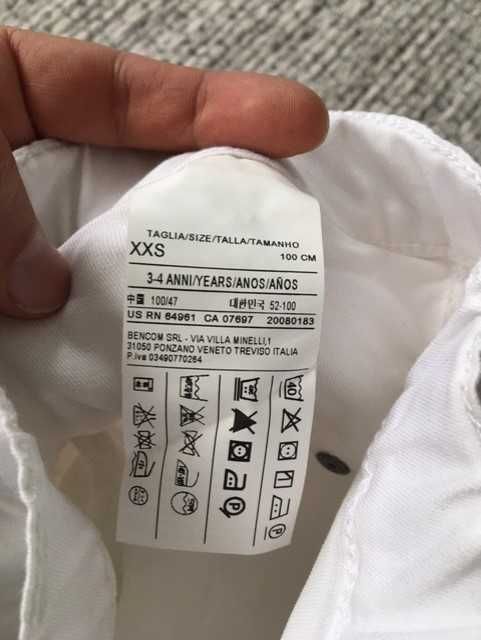 TAGLIA/SIZE/TALLA/TAMANHO
XXS 100 CM
3-4 ANNI/YEARS/ANOS/AÑOS
中国 100/47 대한민국 52-100
US RN 64961 CA 07697 20080183
BENCOM SRL - VIA VILLA MINELLI,1
31050 PONZANO VENETO TREVISO ITALIA
P.iva 03490770264
40
P
P